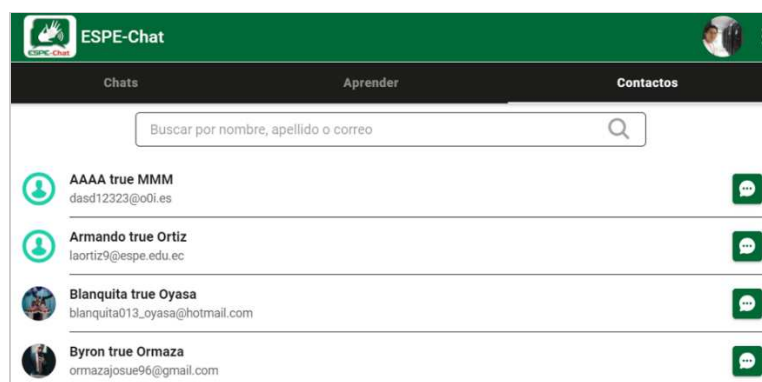 ESPE-Chat
ESPE-Chat
Chats
Aprender
Contactos
Buscar por nombre, apellido o correo
AAAA true MMM
dasd12323@o0i.es
Armando true Ortiz
laortiz9@espe.edu.ec
Blanquita true Oyasa
blanquita013_oyasa@hotmail.com
Byron true Ormaza
ormazajosue96@gmail.com